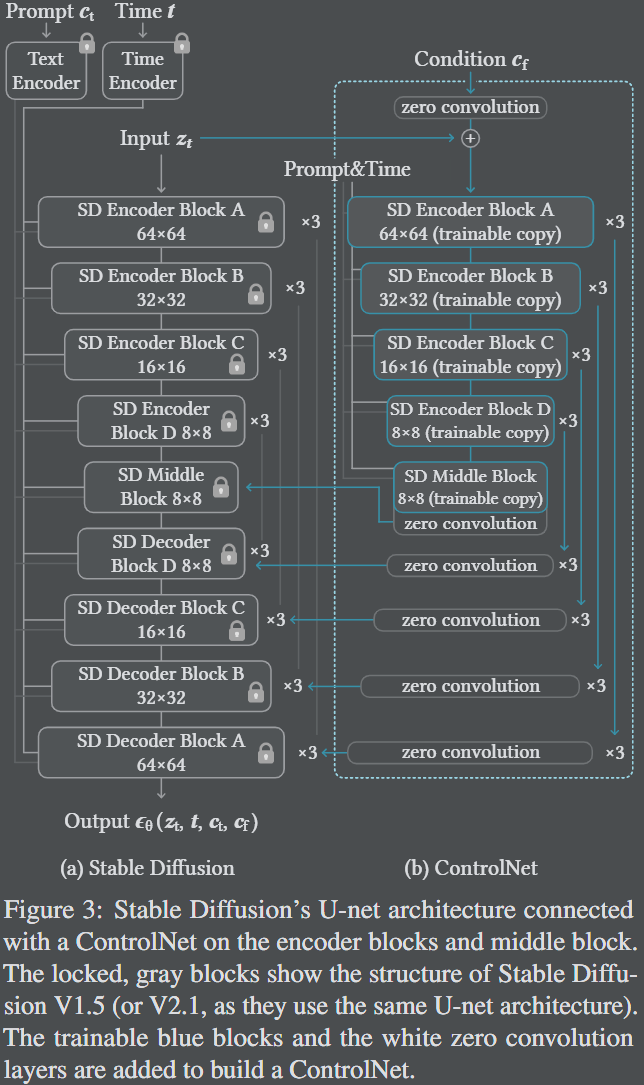 Prompt cₜ Time t
Text Encoder
Time Encoder
Condition c_f
zero convolution
Input zₜ
+
Prompt&Time
SD Encoder Block A
64×64
×3
SD Encoder Block A
64×64 (trainable copy)
×3
SD Encoder Block B
32×32
×3
SD Encoder Block B
32×32 (trainable copy)
×3
SD Encoder Block C
16×16
×3
SD Encoder Block C
16×16 (trainable copy)
×3
SD Encoder
Block D 8×8
×3
SD Encoder Block D
8×8 (trainable copy)
×3
SD Middle
Block 8×8
SD Middle Block
8×8 (trainable copy)
zero convolution
SD Decoder
Block D 8×8
×3
zero convolution
×3
SD Decoder Block C
16×16
×3
zero convolution
×3
SD Decoder Block B
32×32
×3
zero convolution
×3
SD Decoder Block A
64×64
×3
zero convolution
×3
Output ϵ_θ(zₜ, t, cₜ, c_f)
(a) Stable Diffusion
(b) ControlNet
Figure 3: Stable Diffusion’s U-net architecture connected
with a ControlNet on the encoder blocks and middle block.
The locked, gray blocks show the structure of Stable Diffu-
sion V1.5 (or V2.1, as they use the same U-net architecture).
The trainable blue blocks and the white zero convolution
layers are added to build a ControlNet.